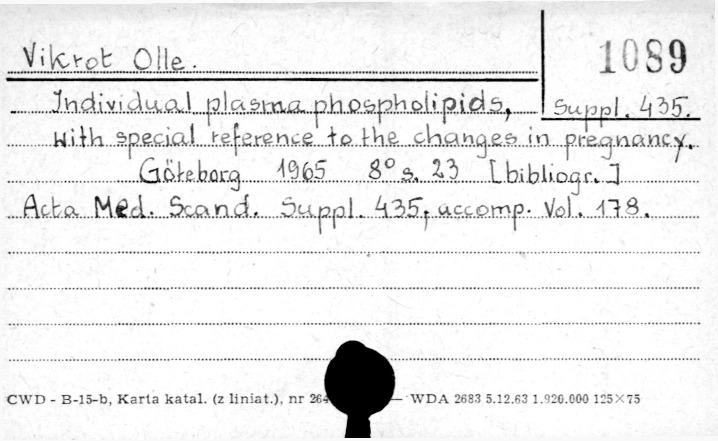 Vikrot Olle.
1089
Individual plasma phospholipids,
Suppl. 435.
With special reference to the changes in pregnancy.
Göteborg 1965 8° s. 23 [bibliogr.]
Acta Med. Scand. Suppl. 435, accomp. Vol. 178.
CWD - B-15-b, Karta katal. (z liniat.), nr 264 — WDA 2683 5.12.63 1.920.000 125×75